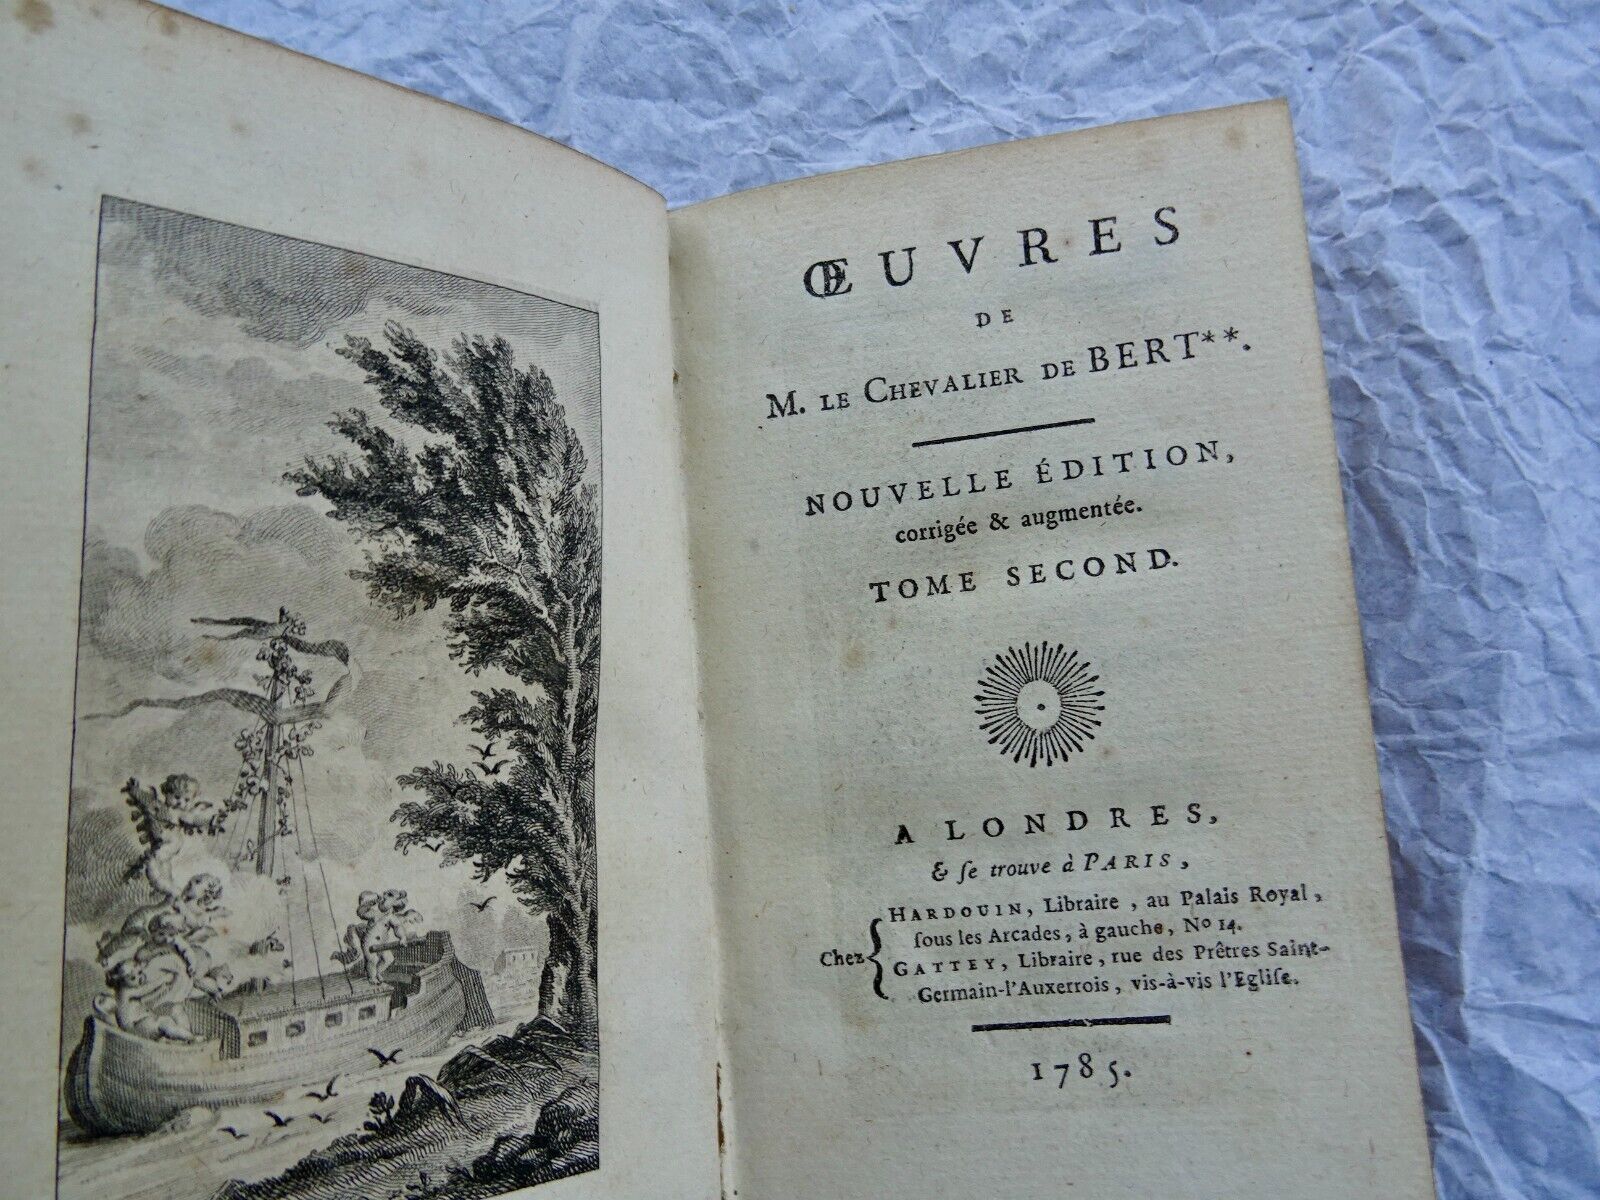 ŒUVRES
DE
M. LE CHEVALIER DE BERT**.
NOUVELLE ÉDITION,
corrigée & augmentée.
TOME SECOND.
A LONDRES,
& ſe trouve à PARIS,
Chez { HARDOUIN, Libraire, au Palais Royal,
ſous les Arcades, à gauche, Nº 14.
GATTEY, Libraire, rue des Prêtres Saint-
Germain-l'Auxerrois, vis-à-vis l'Egliſe.
1785.